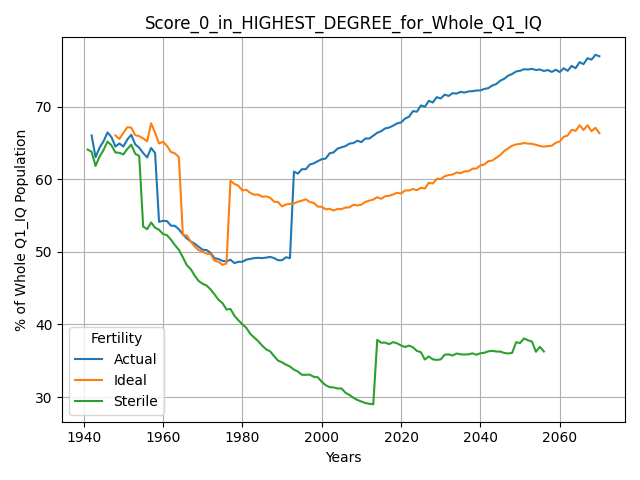 Score_0_in_HIGHEST_DEGREE_for_Whole_Q1_IQ
% of Whole Q1_IQ Population
70
60
50
40
30
Fertility
Actual
Ideal
Sterile
1940 1960 1980 2000 2020 2040 2060
Years